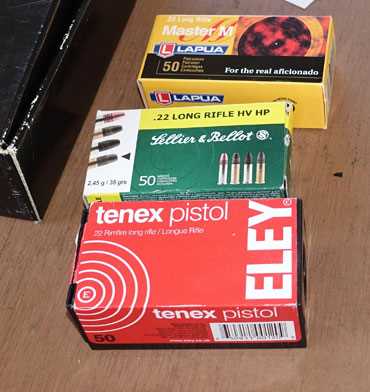 .22 Long Rifle
Master M
LAPUA
50
Cartridges
For the real aficionado
LAPUA
.22 LONG RIFLE HV HP
Sellier & Bellot
2,45 g / 38 grs
50
tenex pistol
22 Rimfire long rifle / Longue Rifle
ELEY
E
tenex pistol
50